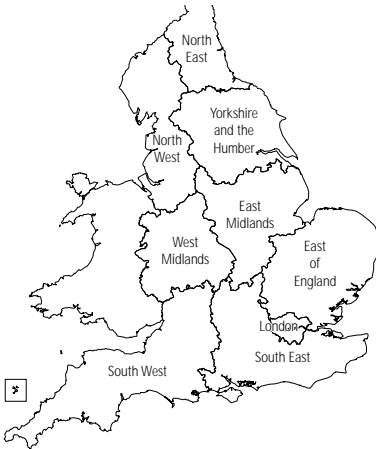 North
East
Yorkshire
and the
Humber
North
West
East
Midlands
West
Midlands
East
of
England
London
South East
South West